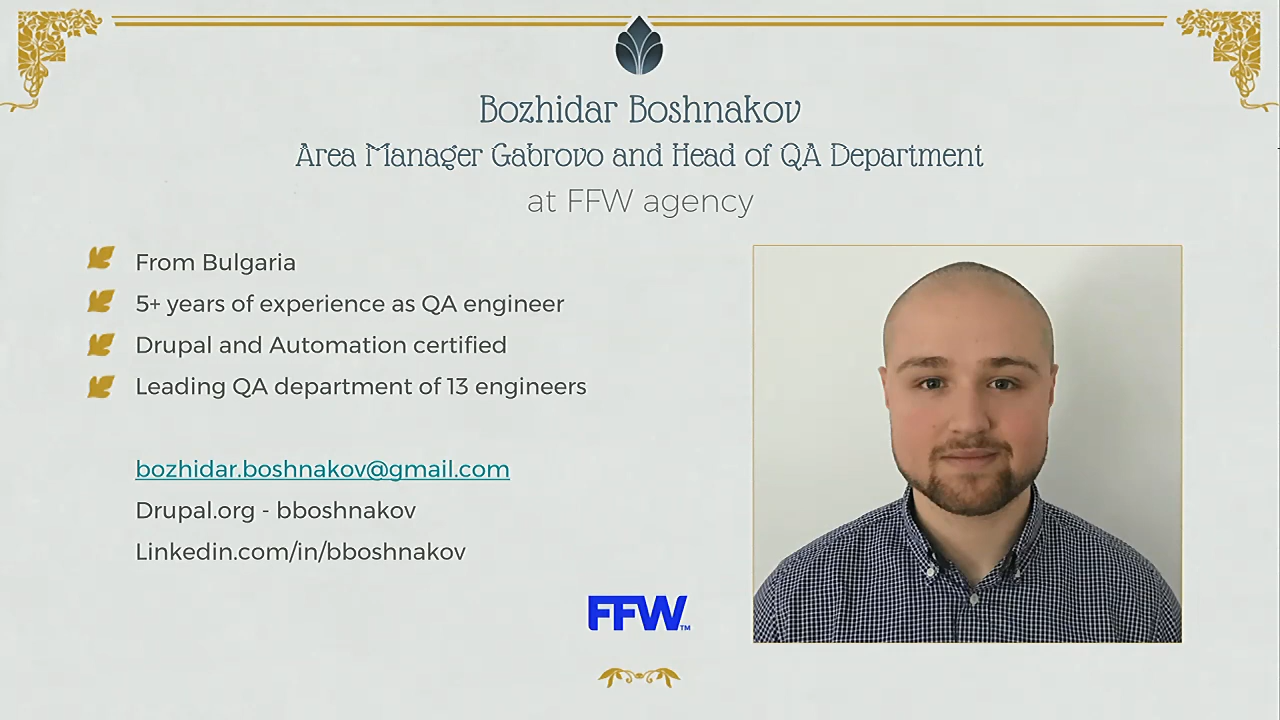 Bozhidar Boshnakov
Area Manager Gabrovo and Head of QA Department
at FFW agency
From Bulgaria
5+ years of experience as QA engineer
Drupal and Automation certified
Leading QA department of 13 engineers
bozhidar.boshnakov@gmail.com
Drupal.org - bboshnakov
Linkedin.com/in/bboshnakov
FFW™